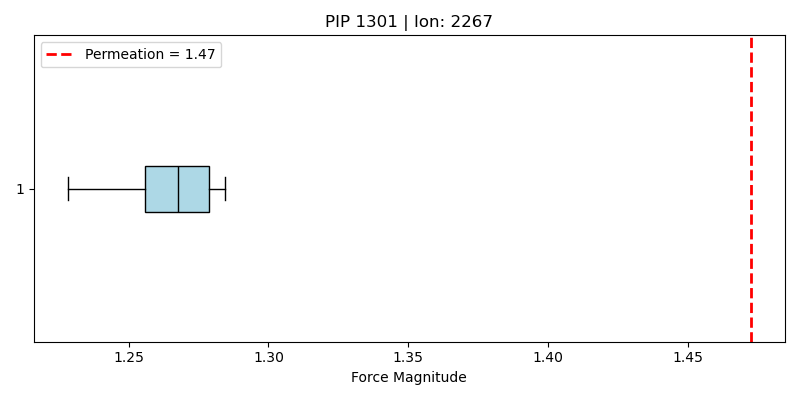 PIP 1301 | Ion: 2267
Permeation = 1.47
1
1.25 1.30 1.35 1.40 1.45
Force Magnitude